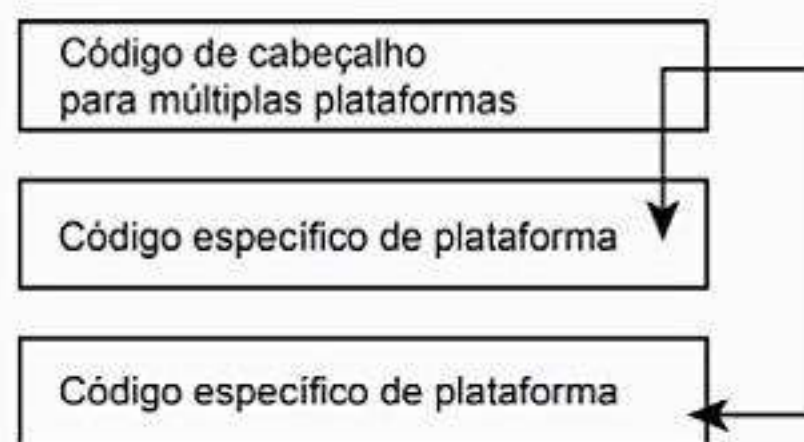 Código de cabeçalho
para múltiplas plataformas
Código específico de plataforma
Código específico de plataforma